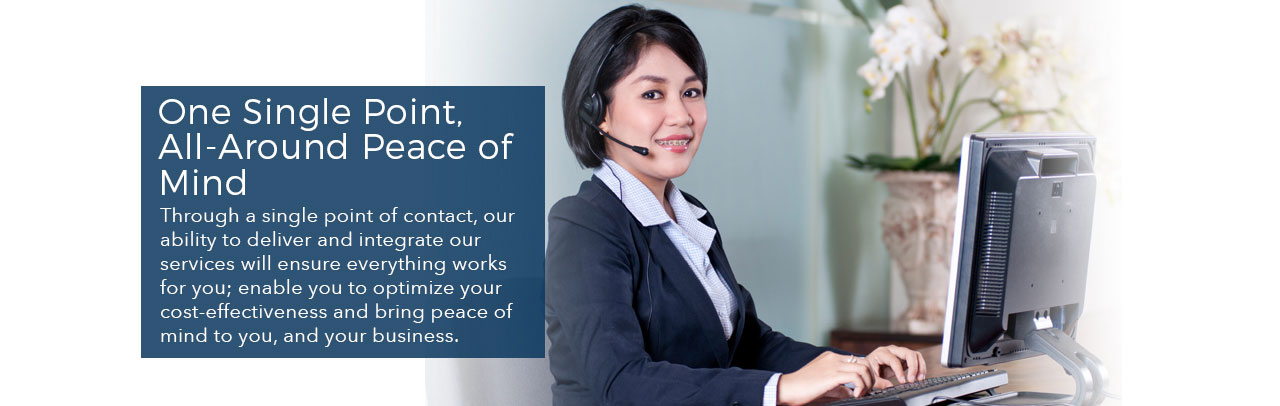 One Single Point,
All-Around Peace of
Mind
Through a single point of contact, our
ability to deliver and integrate our
services will ensure everything works
for you; enable you to optimize your
cost-effectiveness and bring peace of
mind to you, and your business.